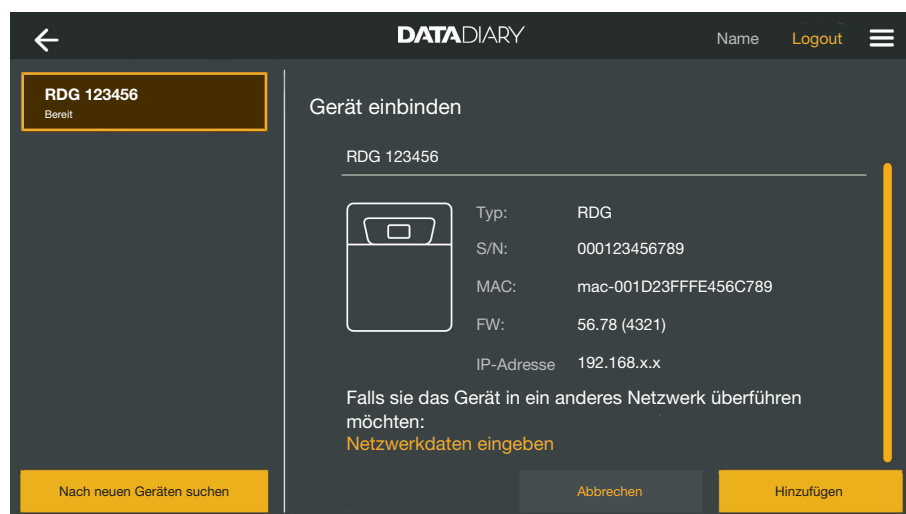 DATADIARY
Name
Logout
RDG 123456
Bereit
Gerät einbinden
RDG 123456
Typ: RDG
S/N: 000123456789
MAC: mac-001D23FFFE456C789
FW: 56.78 (4321)
IP-Adresse 192.168.x.x
Falls sie das Gerät in ein anderes Netzwerk überführen
möchten:
Netzwerkdaten eingeben
Nach neuen Geräten suchen
Abbrechen
Hinzufügen